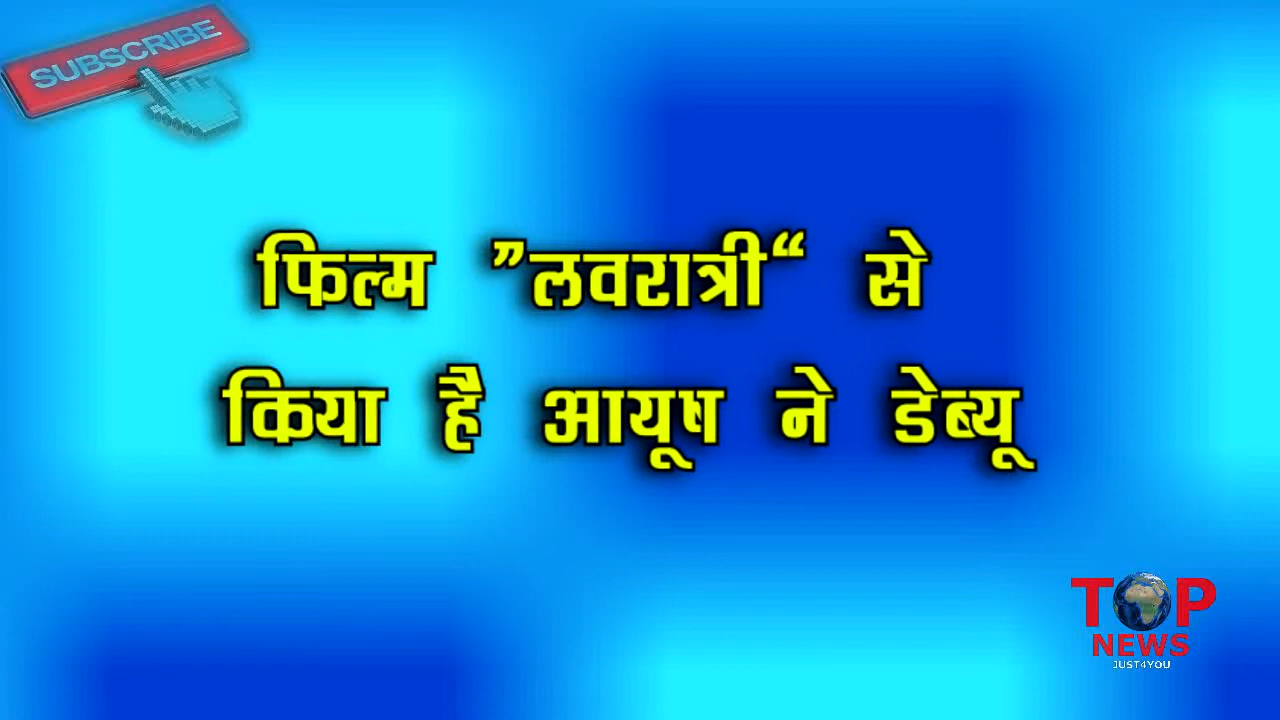 SUBSCRIBE
फिल्म ”लवरात्री“ से
किया है आयूष ने डेब्यू
TOP
NEWS
JUST4YOU